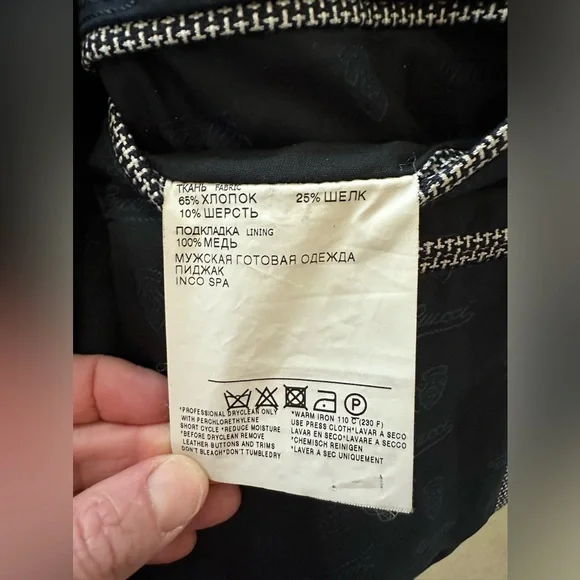 ТКАНЬ FABRIC
65% ХЛОПОК 25% ШЕЛК
10% ШЕРСТЬ
ПОДКЛАДКА LINING
100% МЕДЬ
МУЖСКАЯ ГОТОВАЯ ОДЕЖДА
ПИДЖАК
INCO SPA
P
*PROFESSIONAL DRYCLEAN ONLY
WITH PERCHLORETHYLENE
SHORT CYCLE *REDUCE MOISTURE
*BEFORE DRYCLEAN REMOVE
LEATHER BUTTONS AND TRIMS
DON'T BLEACH*DON'T TUMBLEDRY
*WARM IRON 110 C (230 F)
USE PRESS CLOTH*LAVAR A SECO
LAVAR EN SECO*LAVARE A SECCO
*CHEMISCH REINIGEN
*LAVER A SEC UNIQUEMENT
Gucci